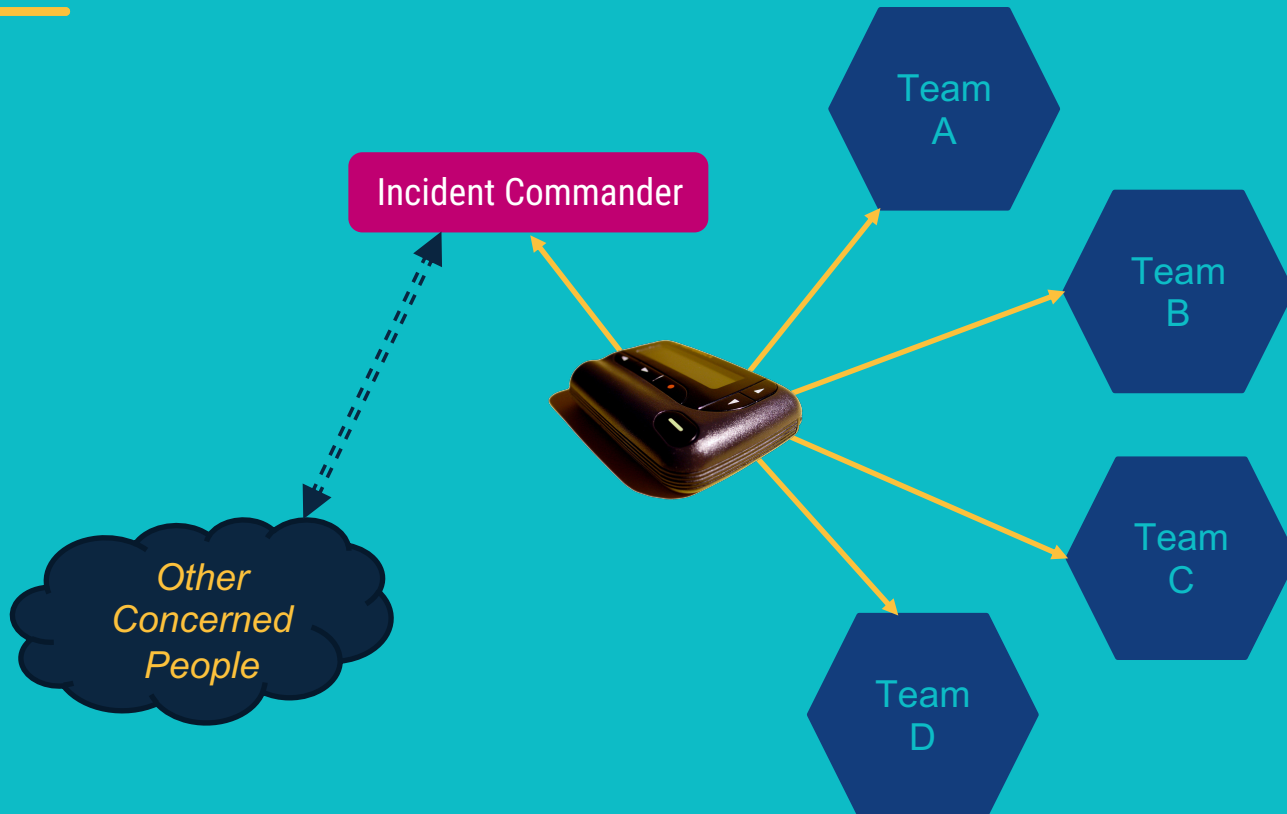 Team
A
Incident Commander
Team
B
Team
C
Other
Concerned
People
Team
D